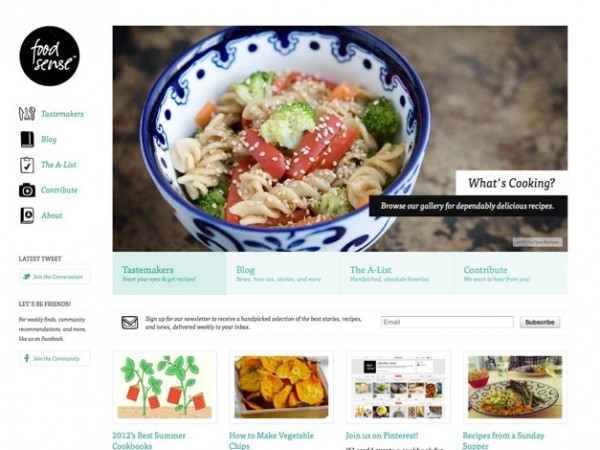 food
sense™
Tastemakers
Blog
The A-List
Contribute
About
LATEST TWEET
Join the Conversation
LET'S BE FRIENDS!
For weekly finds, community
recommendations, and more,
like us on Facebook.
Join the Community
What's Cooking?
Browse our gallery for dependably delicious recipes.
Tastemakers
Feast your eyes & get recipes!
Blog
News, how-tos, stories, and more
The A-List
Handpicked, absolute favorites
Contribute
We want to hear from you!
Sign up for our newsletter to receive a handpicked selection of the best stories, recipes,
and news, delivered weekly to your inbox.
Email
Subscribe
2012's Best Summer
Cookbooks
How to Make Vegetable
Chips
Join us on Pinterest!
Recipes from a Sunday
Supper